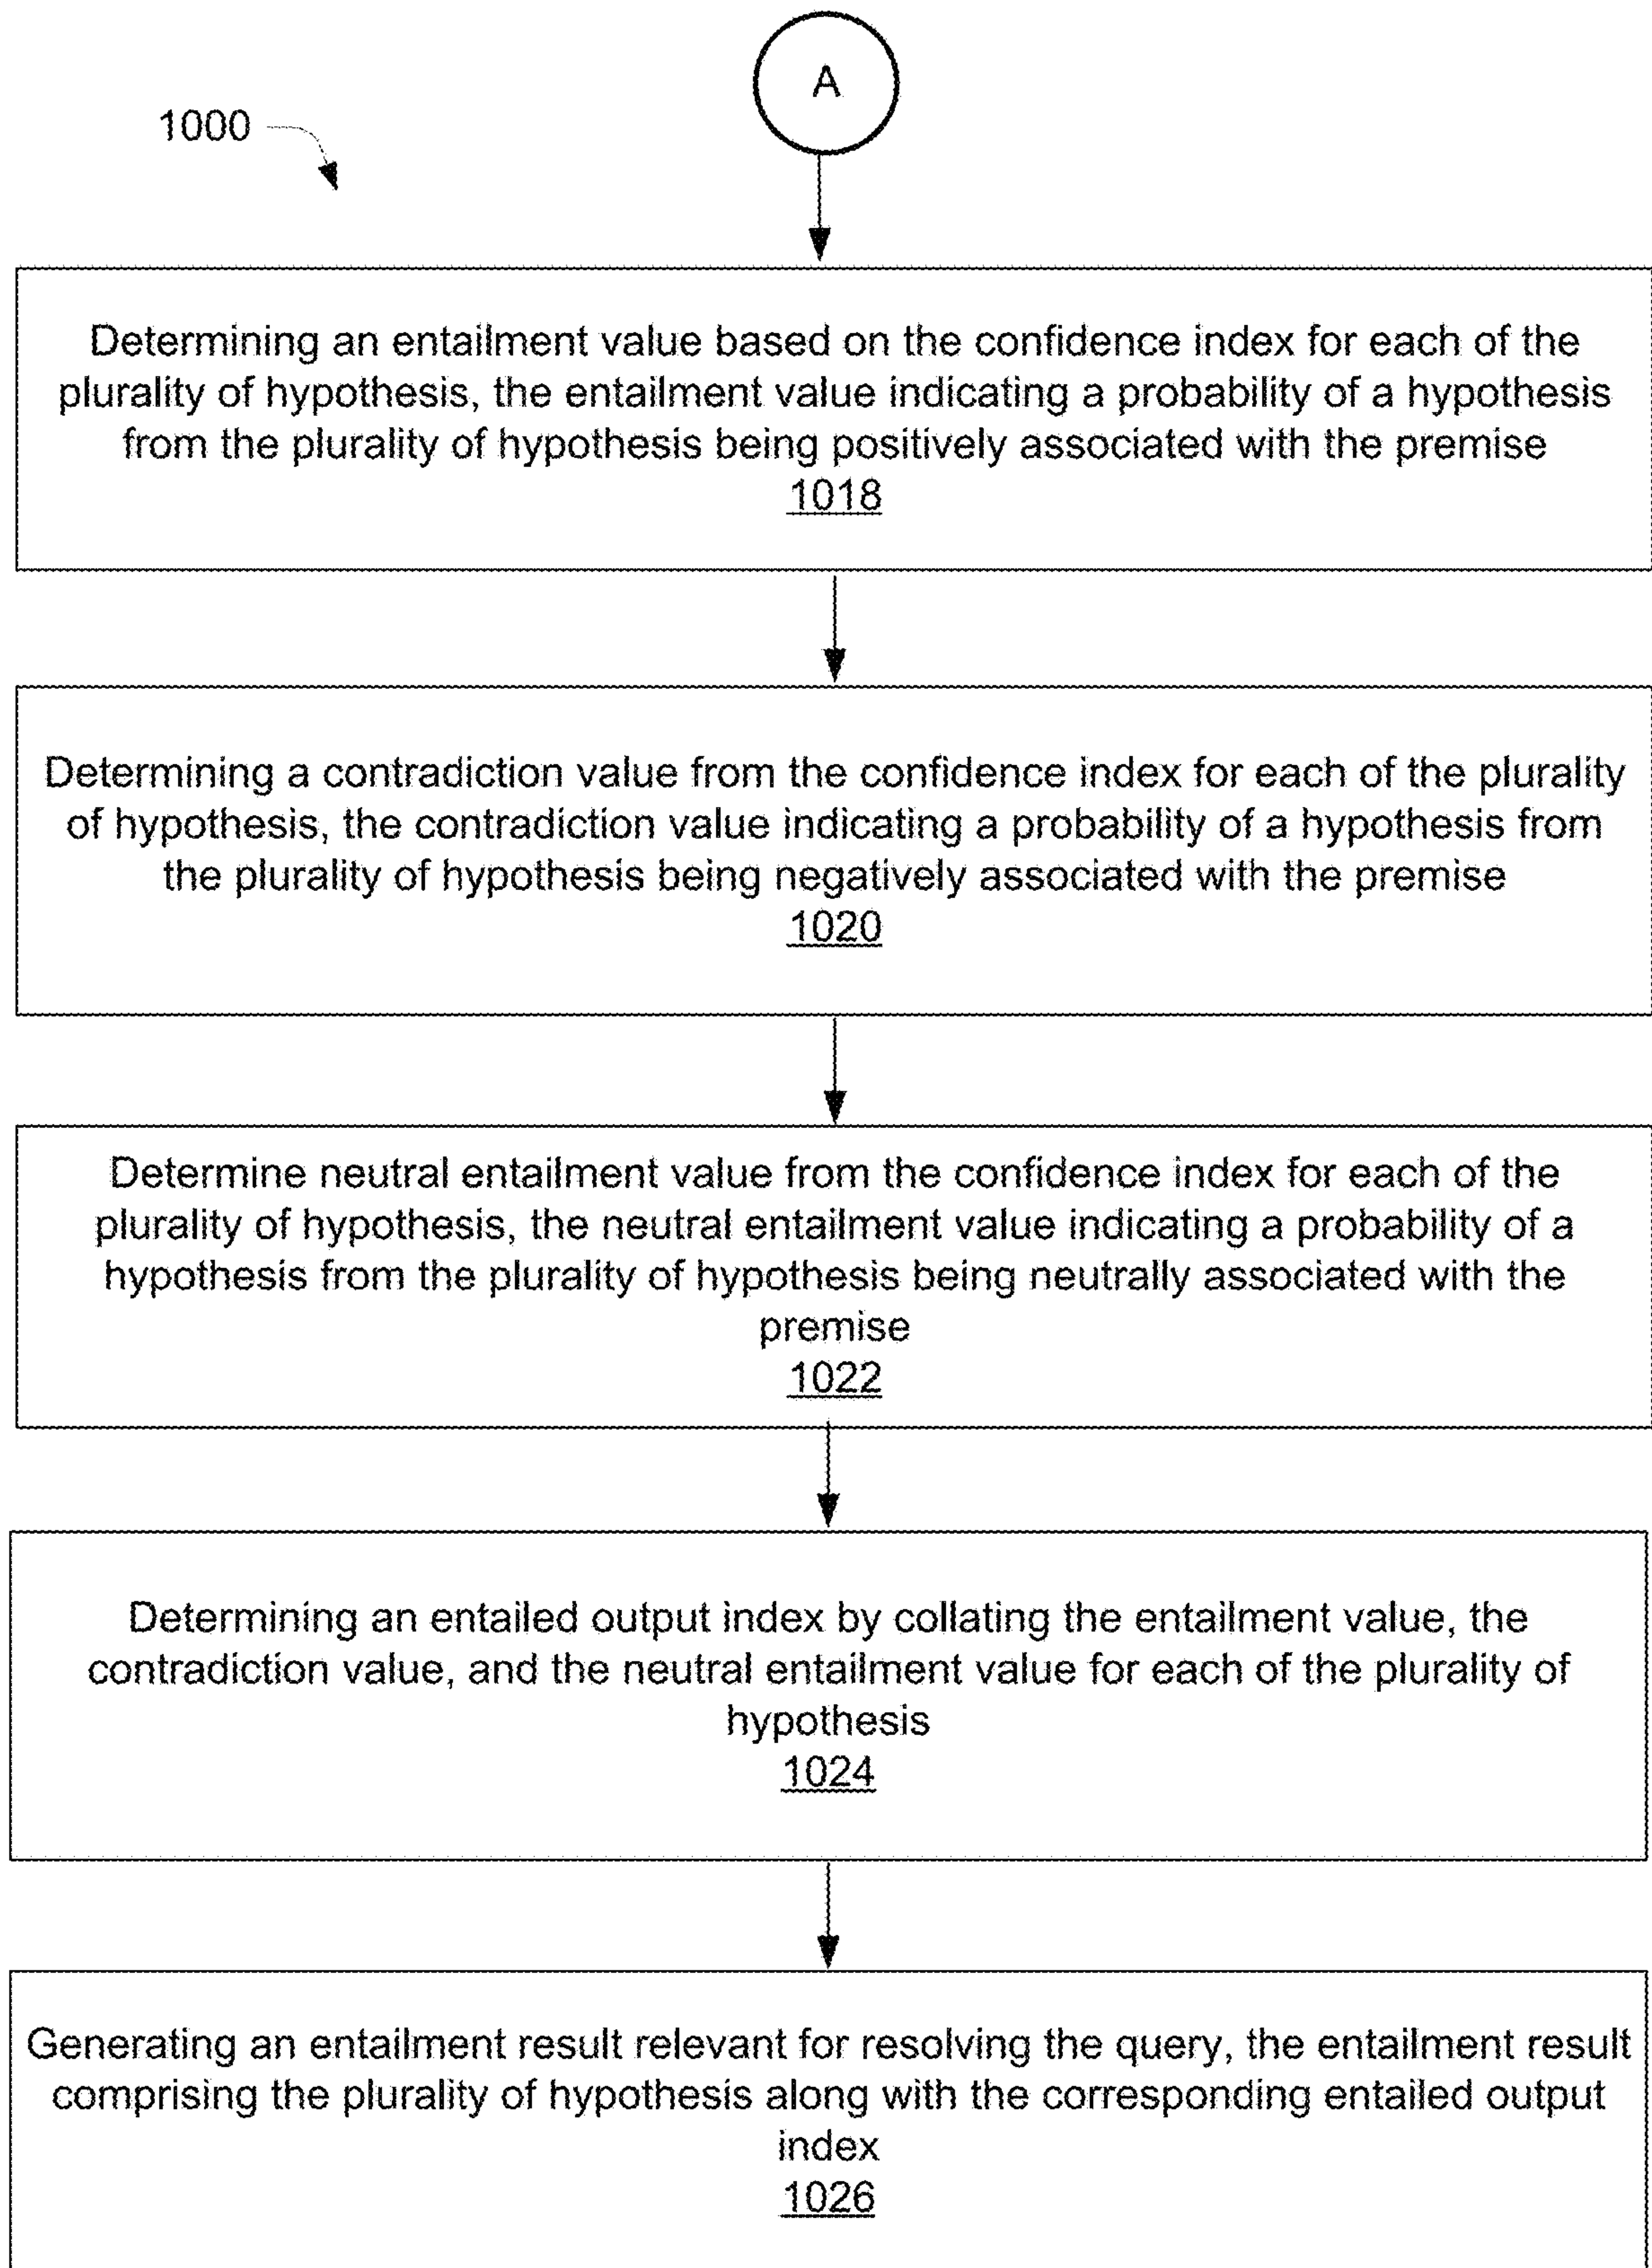 A
1000
Determining an entailment value based on the confidence index for each of the
plurality of hypothesis, the entailment value indicating a probability of a hypothesis
from the plurality of hypothesis being positively associated with the premise
1018
Determining a contradiction value from the confidence index for each of the plurality
of hypothesis, the contradiction value indicating a probability of a hypothesis from
the plurality of hypothesis being negatively associated with the premise
1020
Determine neutral entailment value from the confidence index for each of the
plurality of hypothesis, the neutral entailment value indicating a probability of a
hypothesis from the plurality of hypothesis being neutrally associated with the
premise
1022
Determining an entailed output index by collating the entailment value, the
contradiction value, and the neutral entailment value for each of the plurality of
hypothesis
1024
Generating an entailment result relevant for resolving the query, the entailment result
comprising the plurality of hypothesis along with the corresponding entailed output
index
1026